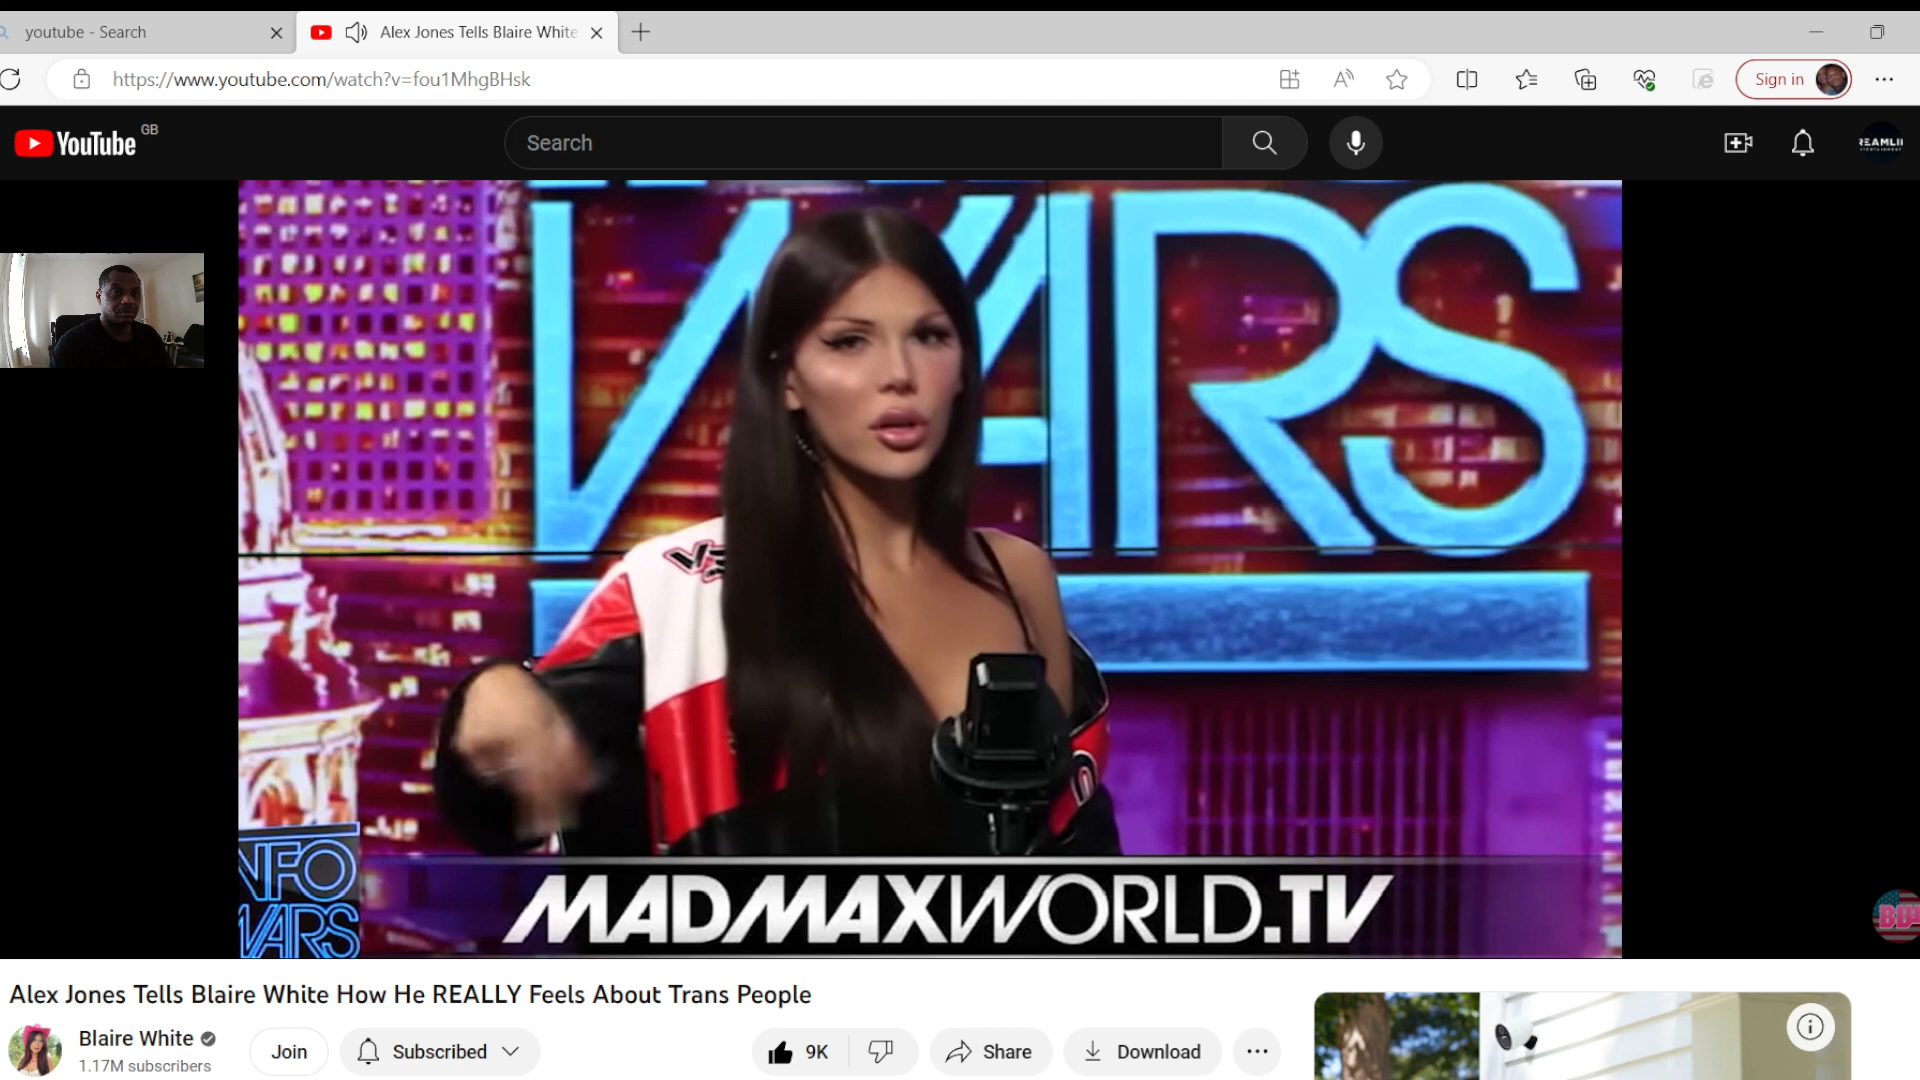 youtube - Search
Alex Jones Tells Blaire White
https://www.youtube.com/watch?v=fou1MhgBHsk
Sign in
YouTube GB
Search
REAMLI
WARS
INFO
WARS
MADMAXWORLD.TV
Alex Jones Tells Blaire White How He REALLY Feels About Trans People
Blaire White
1.17M subscribers
Join
Subscribed
9K
Share
Download